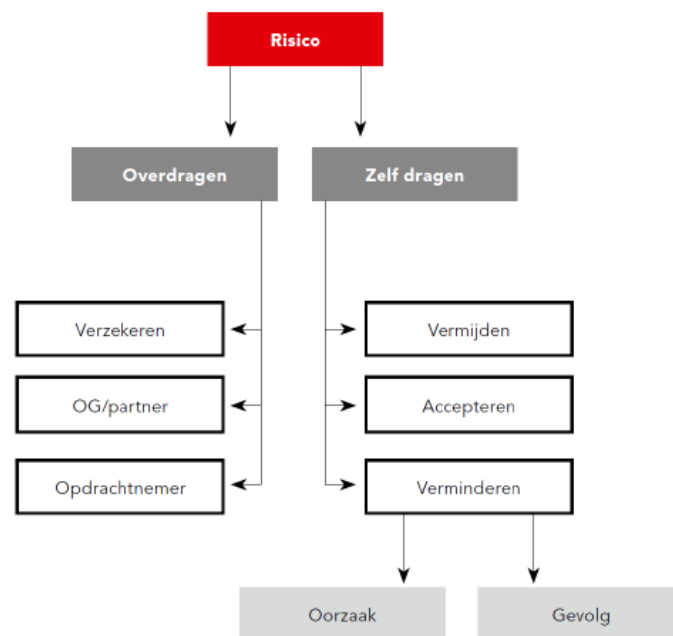 Risico
Overdragen
Zelf dragen
Verzekeren
Vermijden
OG/partner
Accepteren
Opdrachtnemer
Verminderen
Oorzaak
Gevolg